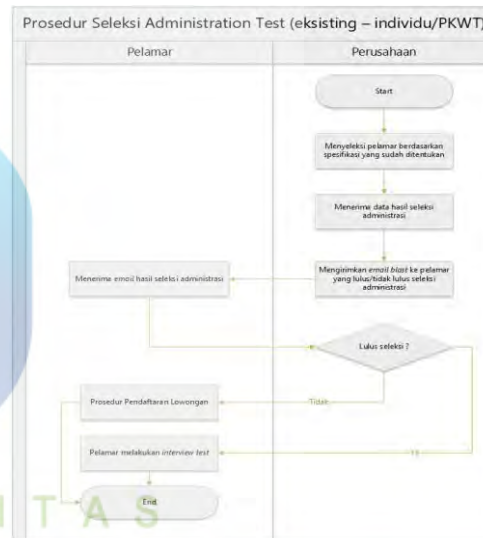 Prosedur Seleksi Administration Test (eksisting – individu/PKWT)
Pelamar
Perusahaan
Start
Menyeleksi pelamar berdasarkan
spesifikasi yang sudah ditentukan
Menerima data hasil seleksi
administrasi
Mengirimkan email blast ke pelamar
yang lulus/tidak lulus seleksi
administrasi
Menerima email hasil seleksi administrasi
Lulus seleksi ?
Prosedur Pendaftaran Lowongan
Tidak
Pelamar melakukan interview test
End
I T A S